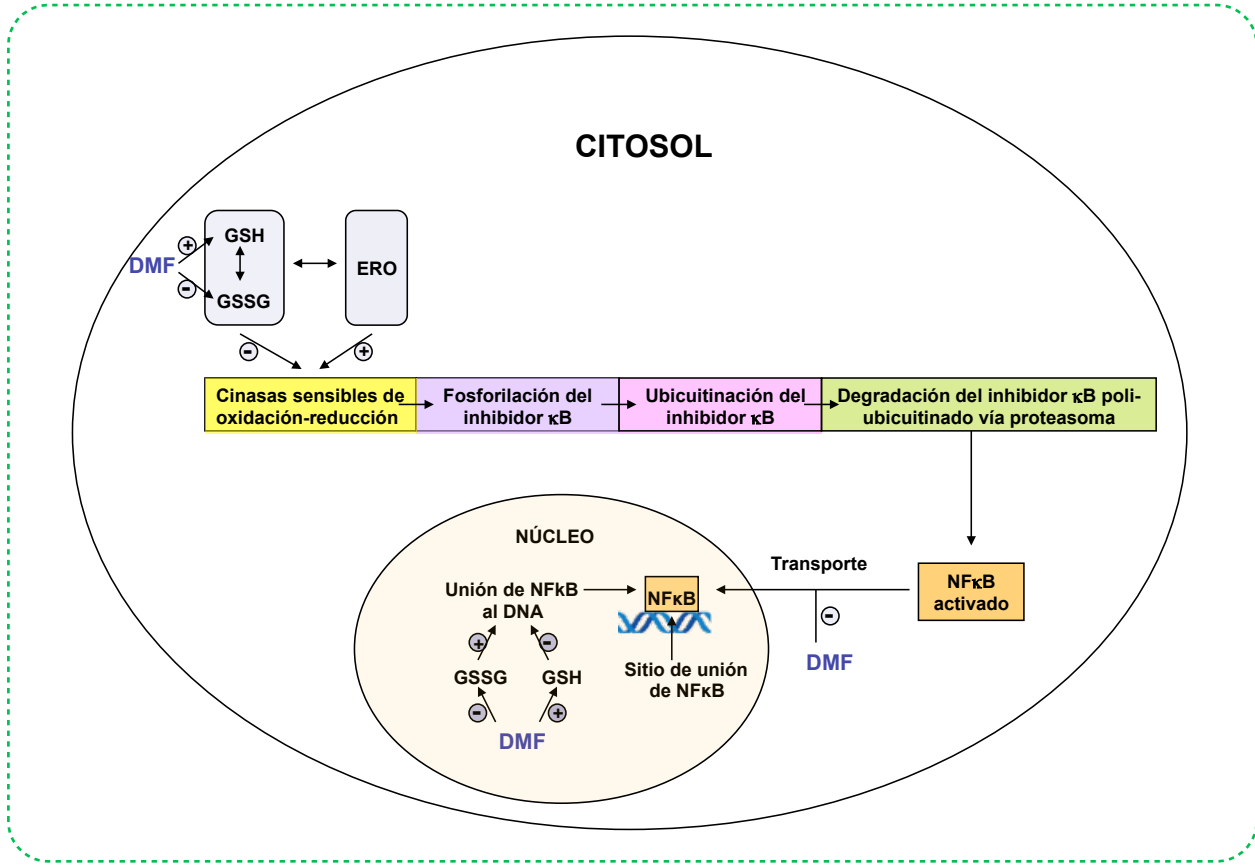 CITOSOL
GSH
DMF
GSSG
ERO
+
-
-
+
Cinasas sensibles de
oxidación-reducción
Fosforilación del
inhibidor κB
Ubicuitinación del
inhibidor κB
Degradación del inhibidor κB poli-
ubicuitinado vía proteasoma
NÚCLEO
Unión de NFkB
al DNA
NFκB
Transporte
NFκB
activado
-
DMF
Sitio de unión
de NFκB
+
-
GSSG
GSH
-
+
DMF